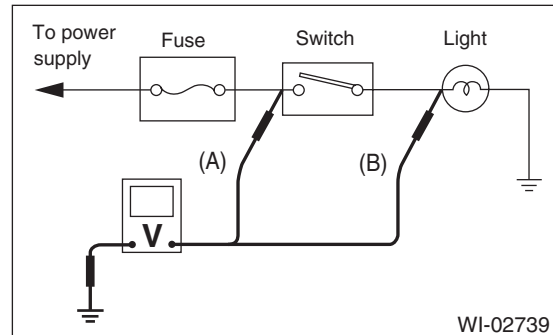 To power
supply
Fuse
Switch
Light
(A)
(B)
V
WI-02739